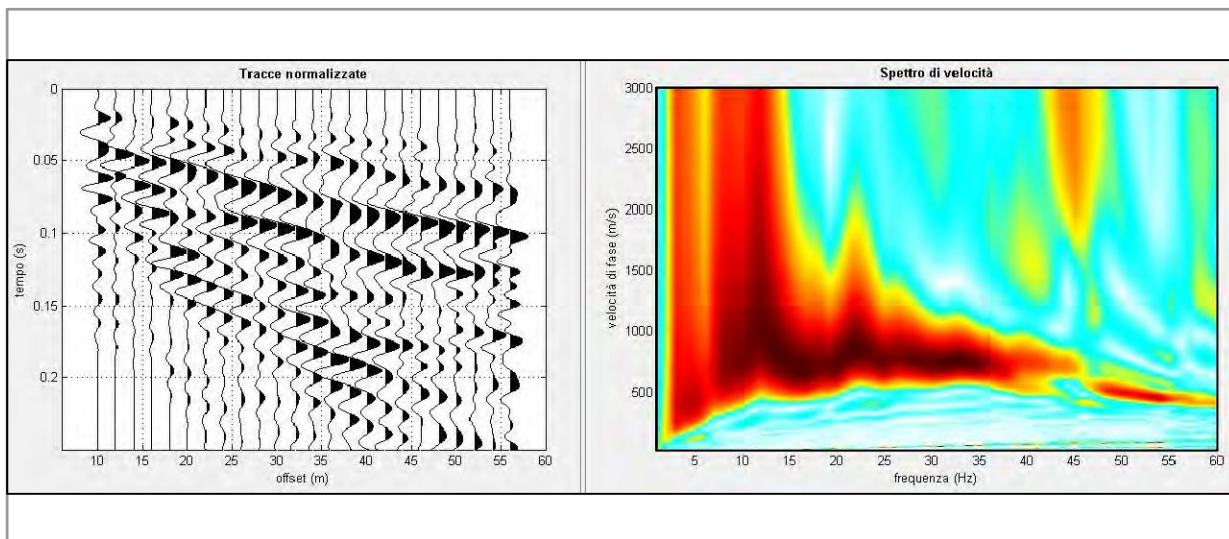 Tracce normalizzate
0
0.05
0.1
0.15
0.2
tempo (s)
10 15 20 25 30 35 40 45 50 55 60
offset (m)
Spettro di velocità
3000
2500
2000
1500
1000
500
velocità di fase (m/s)
5 10 15 20 25 30 35 40 45 50 55 60
frequenza (Hz)